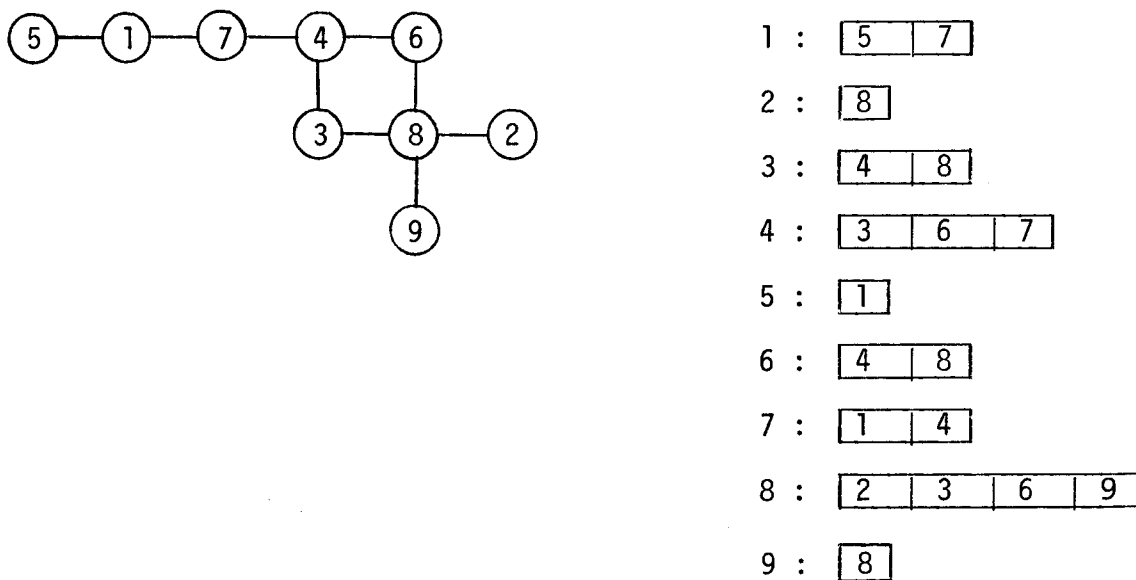 5 1 7 4 6
3 8 2
9
1 : 5 7
2 : 8
3 : 4 8
4 : 3 6 7
5 : 1
6 : 4 8
7 : 1 4
8 : 2 3 6 9
9 : 8